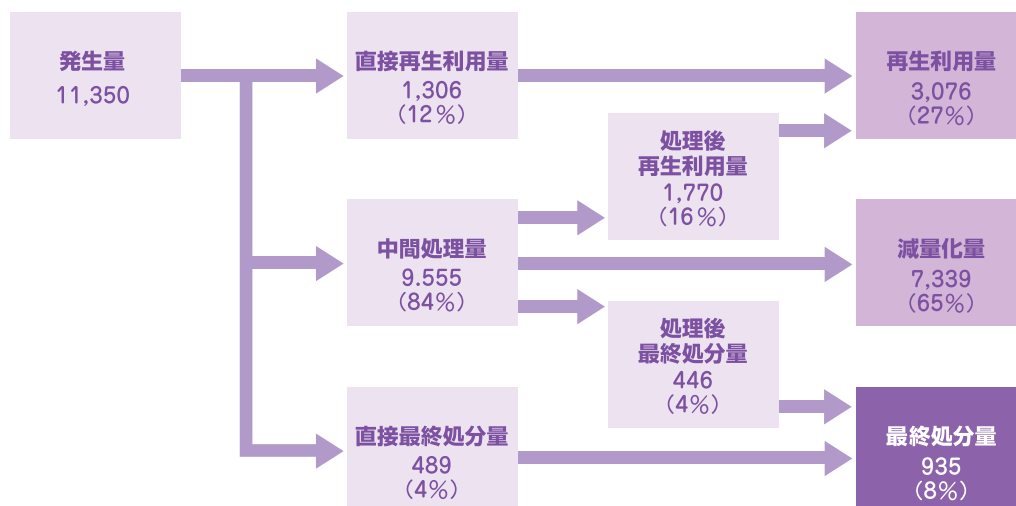 発生量
11,350
直接再生利用量
1,306
(12%)
再生利用量
3,076
(27%)
処理後
再生利用量
1,770
(16%)
中間処理量
9.555
(84%)
減量化量
7,339
(65%)
処理後
最終処分量
446
(4%)
直接最終処分量
489
(4%)
最終処分量
935
(8%)